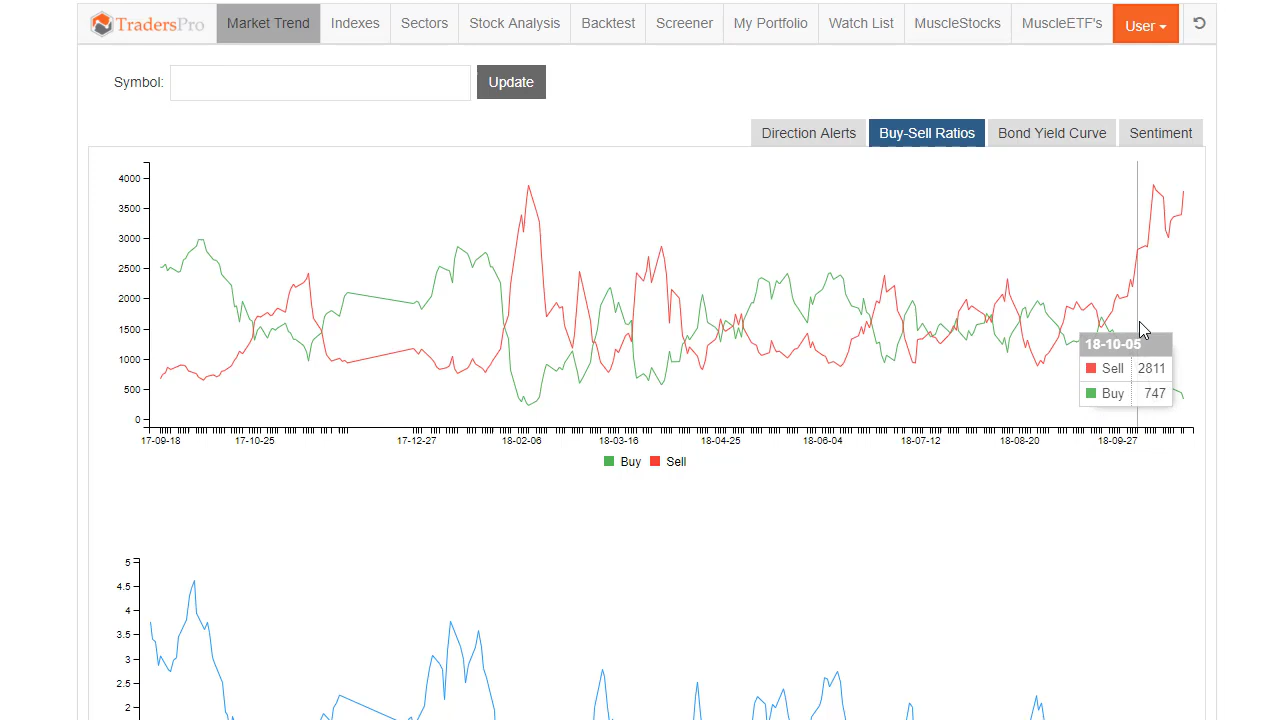 TradersPro Market Trend Indexes Sectors Stock Analysis Backtest Screener My Portfolio Watch List MuscleStocks MuscleETF's User
Symbol: Update
Direction Alerts Buy-Sell Ratios Bond Yield Curve Sentiment
4000
3500
3000
2500
2000
1500
1000
500
0
18-10-05
Sell 2811
Buy 747
17-09-18 17-10-25 17-12-27 18-02-06 18-03-16 18-04-25 18-06-04 18-07-12 18-08-20 18-09-27
Buy Sell
5
4.5
4
3.5
3
2.5
2